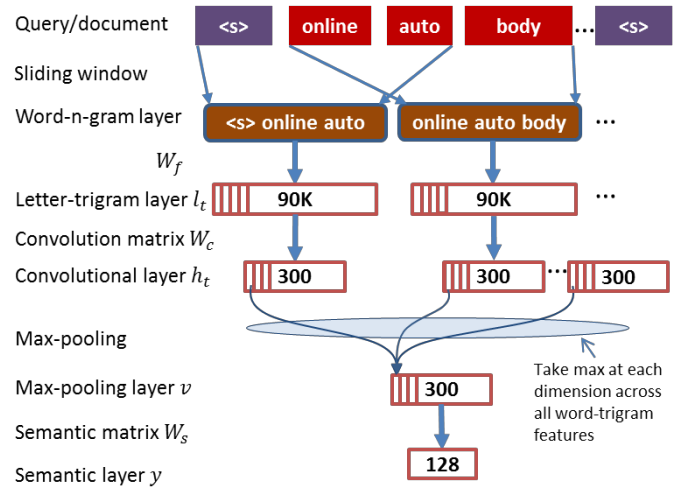 Query/document <s> online auto body ... <s>
Sliding window
Word-n-gram layer <s> online auto online auto body ...
W_f
Letter-trigram layer l_t 90K 90K ...
Convolution matrix W_c
Convolutional layer h_t 300 300 ... 300
Max-pooling
Take max at each
dimension across
all word-trigram
features
Max-pooling layer v 300
Semantic matrix W_s
Semantic layer y 128